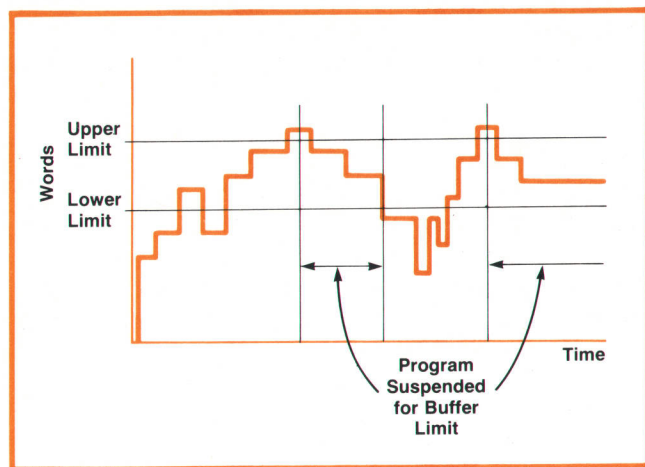 Upper
Limit
Words
Lower
Limit
Time
Program
Suspended
for Buffer
Limit